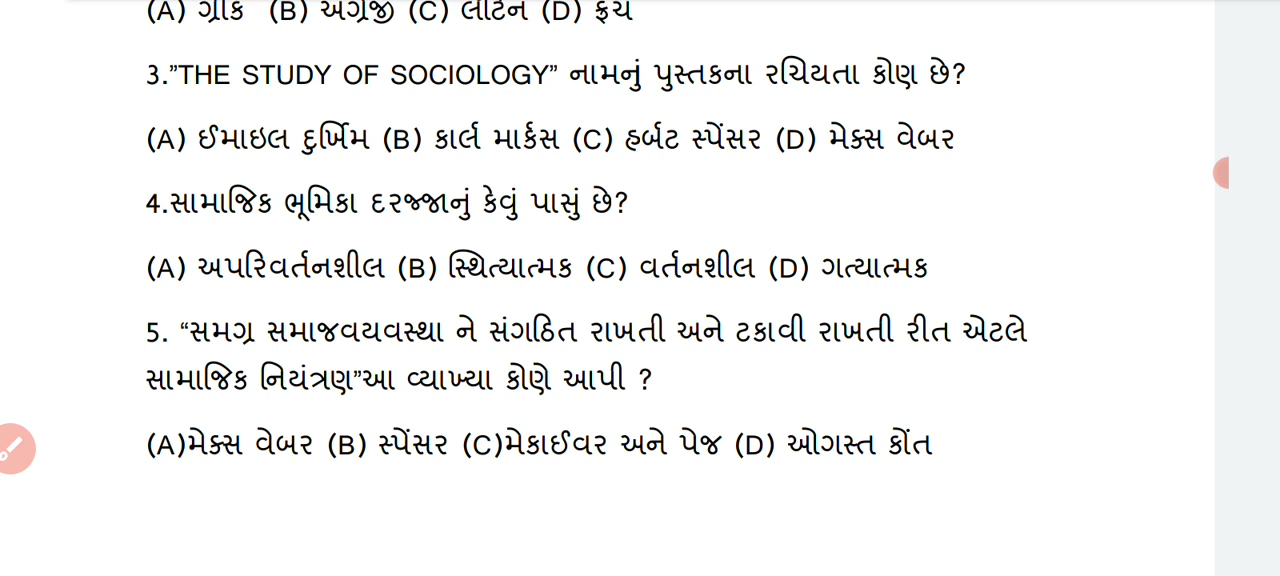 (A) ગ્રીક (B) અંગ્રેજી (C) લેટિન (D) ફ્રેંચ
3.”THE STUDY OF SOCIOLOGY” નામનું પુસ્તકના રચિયતા કોણ છે?
(A) ઈમાઇલ દુર્ખિમ (B) કાર્લ માર્કસ (C) હર્બટ સ્પેંસર (D) મેક્સ વેબર
4.સામાજિક ભૂમિકા દરજ્જાનું કેવું પાસું છે?
(A) અપરિવર્તનશીલ (B) સ્થિત્યાત્મક (C) વર્તનશીલ (D) ગત્યાત્મક
5. “સમગ્ર સમાજવયવસ્થા ને સંગઠિત રાખતી અને ટકાવી રાખતી રીત એટલે
સામાજિક નિયંત્રણ”આ વ્યાખ્યા કોણે આપી ?
(A)મેક્સ વેબર (B) સ્પેંસર (C)મેકાઈવર અને પેજ (D) ઓગસ્ત કોંત